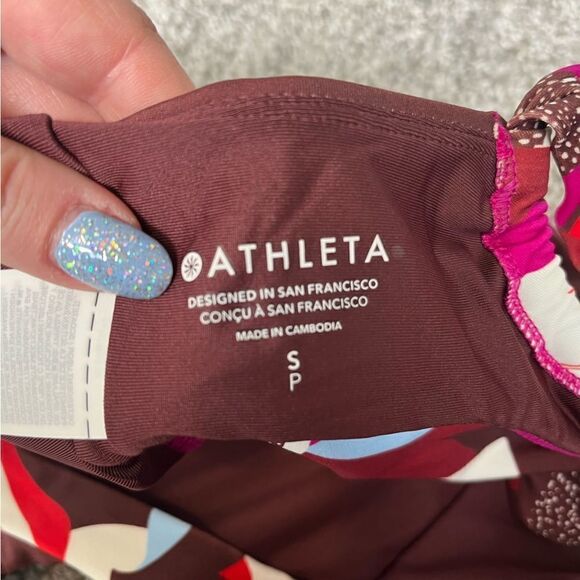 ATHLETA
DESIGNED IN SAN FRANCISCO
CONÇU À SAN FRANCISCO
MADE IN CAMBODIA
S
P